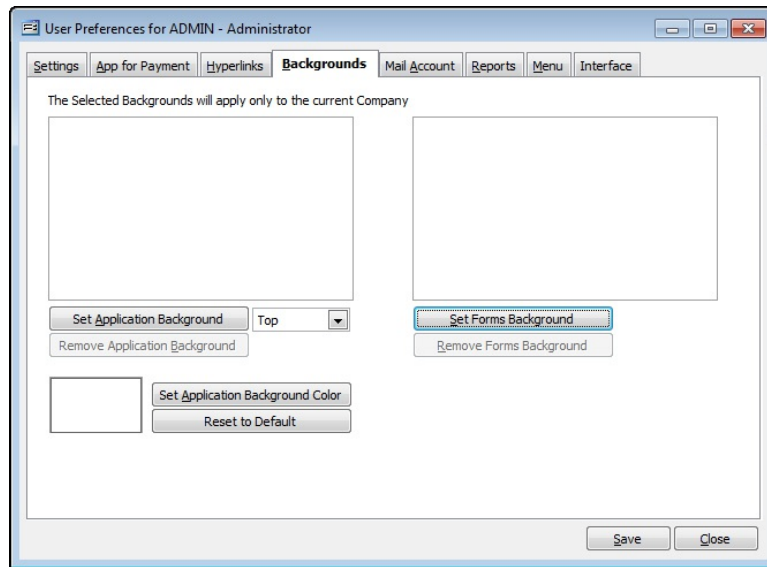 User Preferences for ADMIN - Administrator
Settings App for Payment Hyperlinks Backgrounds Mail Account Reports Menu Interface
The Selected Backgrounds will apply only to the current Company
Set Application Background Top Set Forms Background
Remove Application Background Remove Forms Background
Set Application Background Color
Reset to Default
Save Close